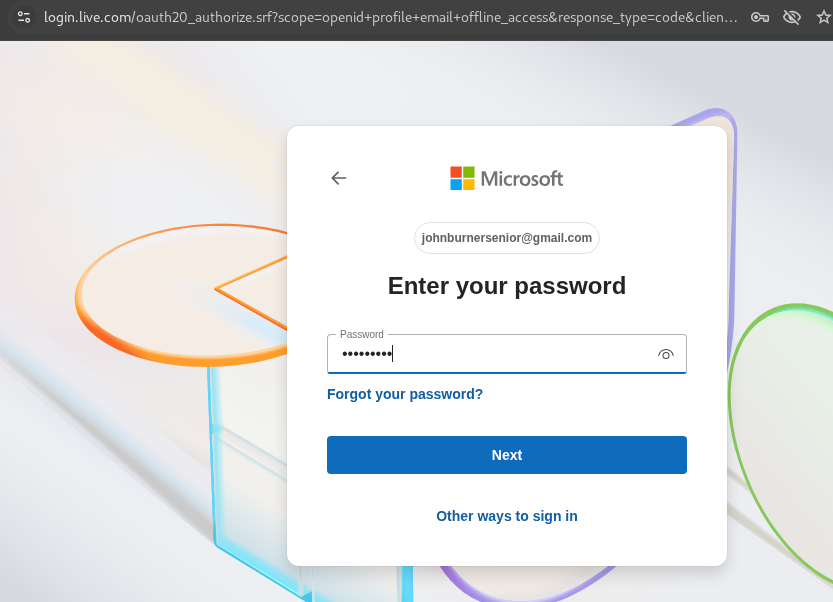 login.live.com/oauth20_authorize.srf?scope=openid+profile+email+offline_access&response_type=code&clien...
Microsoft
johnburnersenior@gmail.com
Enter your password
Password
•••••••••
Forgot your password?
Next
Other ways to sign in